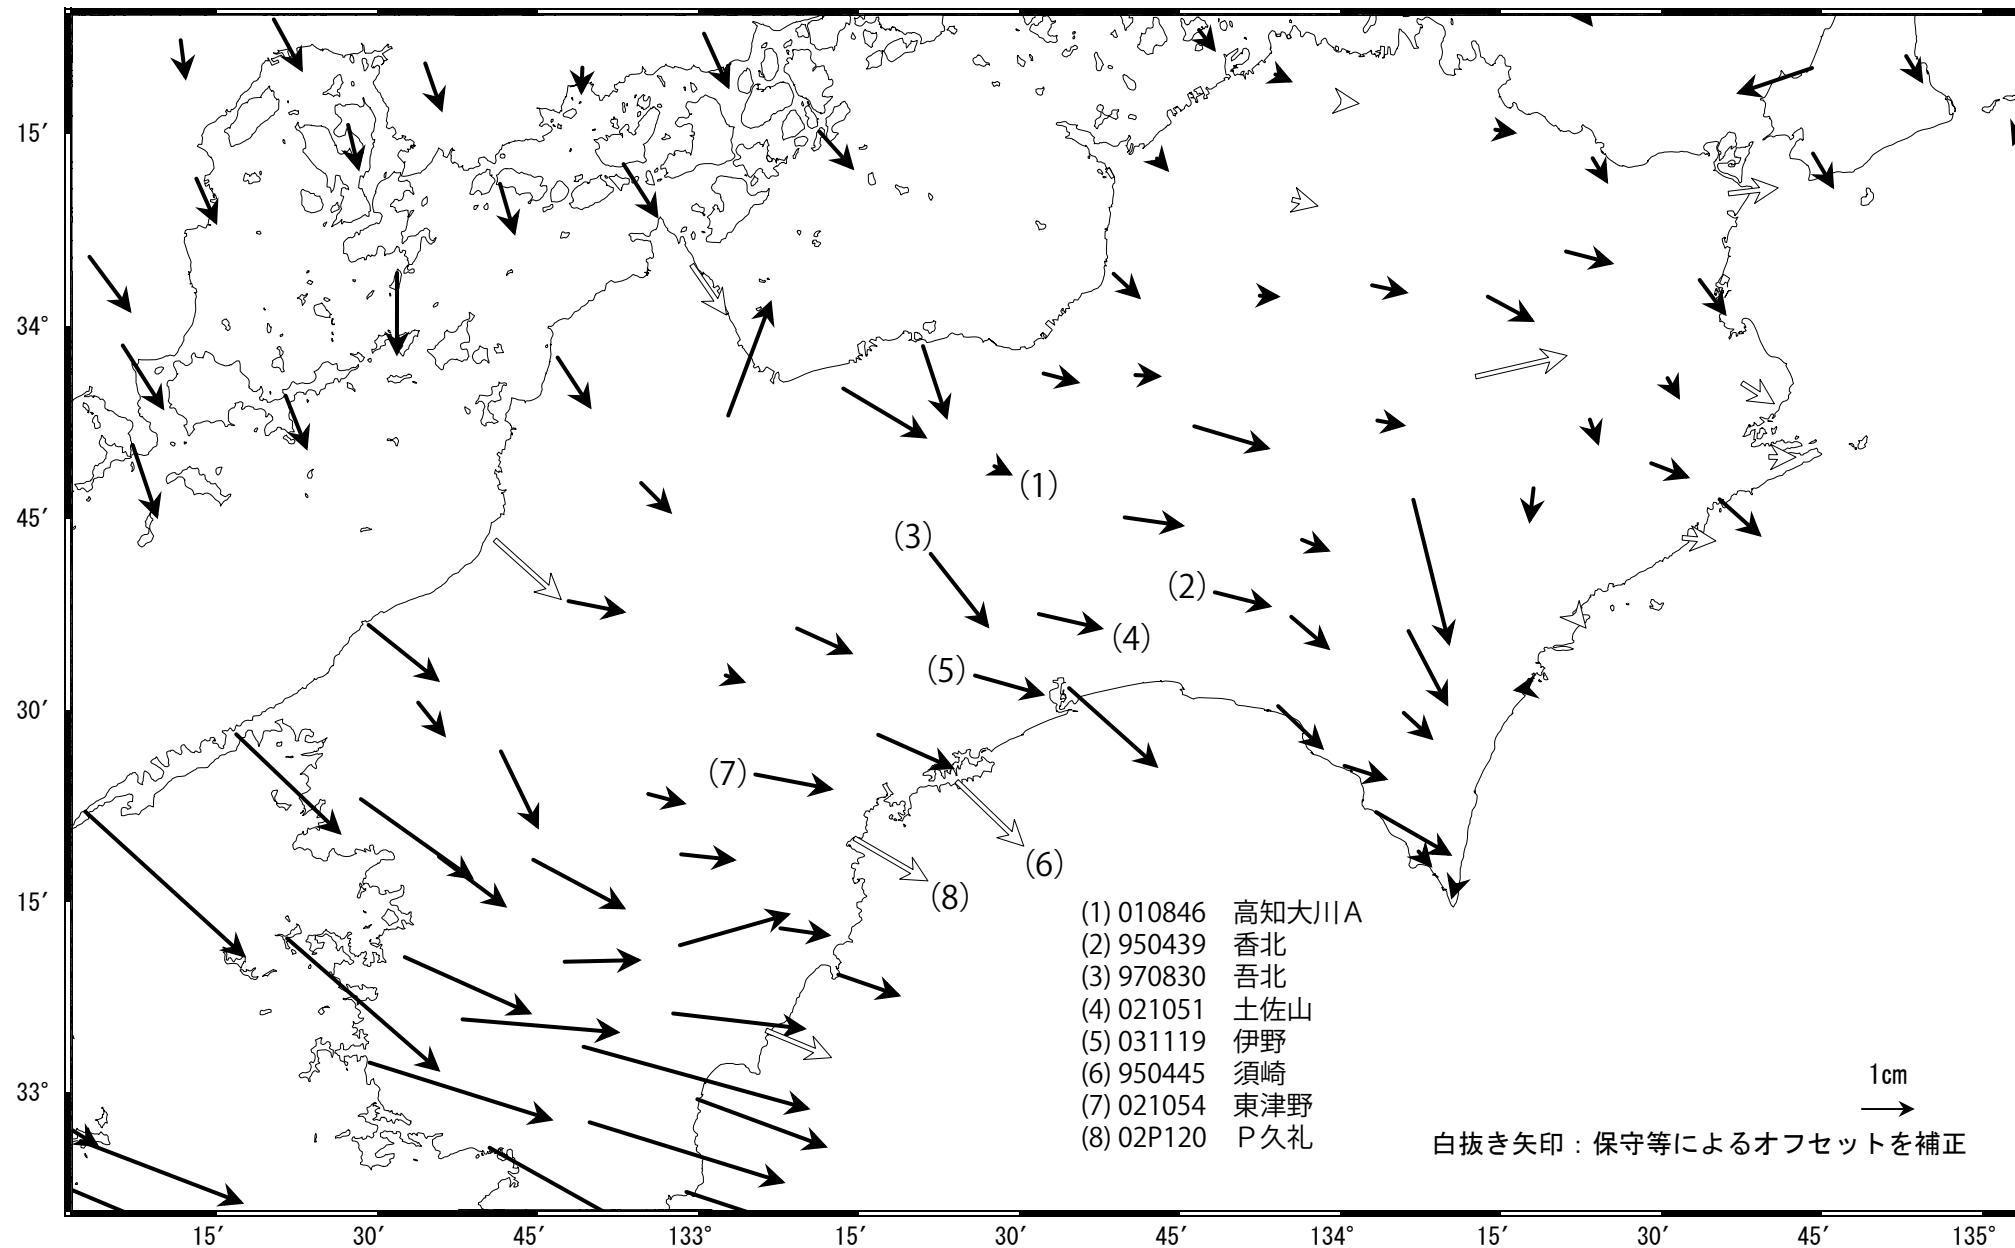 15′
34°
45′
30′
15′
33°
(1)
(3)
(2)
(4)
(5)
(7)
(6)
(8)
(1) 010846 高知大川Ａ
(2) 950439 香北
(3) 970830 吾北
(4) 021051 土佐山
(5) 031119 伊野
(6) 950445 須崎
(7) 021054 東津野
(8) 02P120 Ｐ久礼
1cm
白抜き矢印：保守等によるオフセットを補正
15′ 30′ 45′ 133° 15′ 30′ 45′ 134° 15′ 30′ 45′ 135°